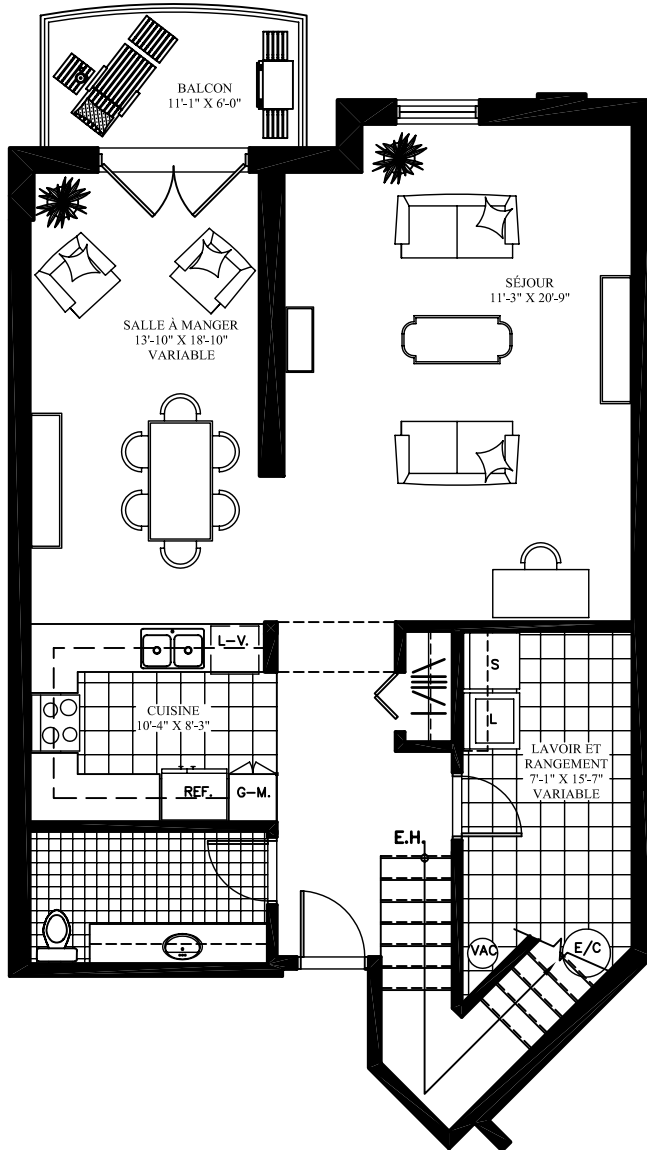 BALCON
11'-1" X 6'-0"
SÉJOUR
11'-3" X 20'-9"
SALLE À MANGER
13'-10" X 18'-10"
VARIABLE
L-V.
S
CUISINE
10'-4" X 8'-3"
L
LAVOIR ET
RANGEMENT
7'-1" X 15'-7"
VARIABLE
REF.
G-M.
E.H.
VAC
E/C